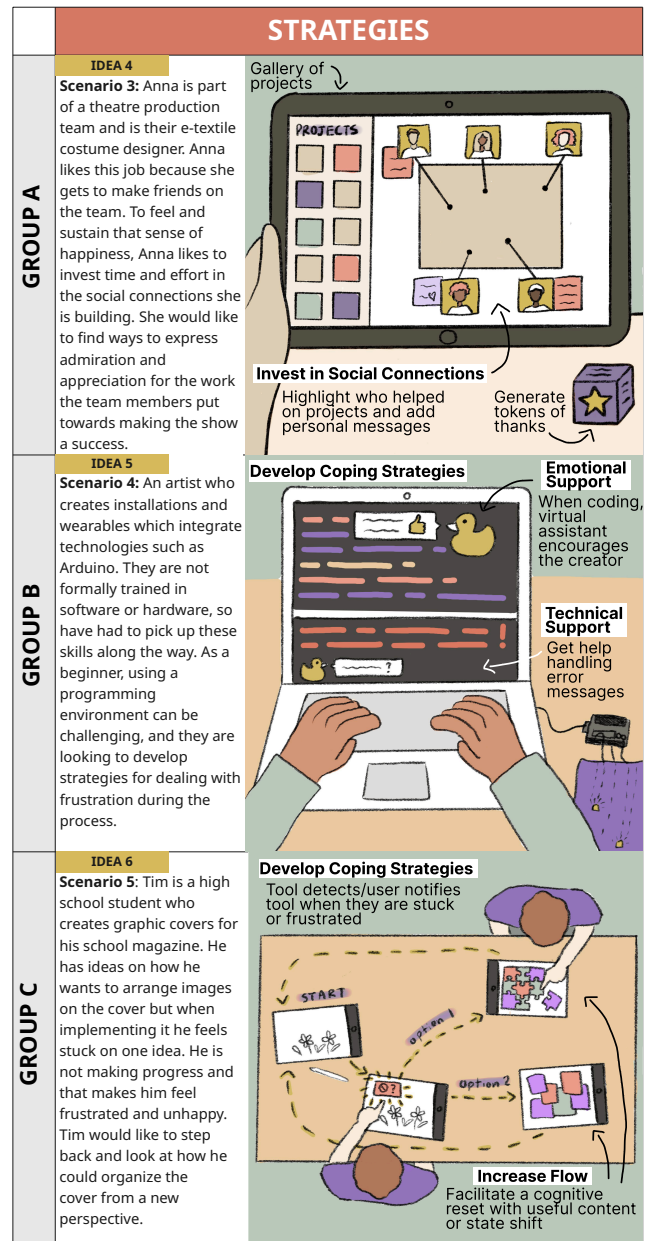 STRATEGIES
GROUP A
IDEA 4
Scenario 3: Anna is part
of a theatre production
team and is their e-textile
costume designer. Anna
likes this job because she
gets to make friends on
the team. To feel and
sustain that sense of
happiness, Anna likes to
invest time and effort in
the social connections she
is building. She would like
to find ways to express
admiration and
appreciation for the work
the team members put
towards making the show
a success.
Gallery of
projects
PROJECTS
Invest in Social Connections
Highlight who helped
on projects and add
personal messages
Generate
tokens of
thanks
GROUP B
IDEA 5
Scenario 4: An artist who
creates installations and
wearables which integrate
technologies such as
Arduino. They are not
formally trained in
software or hardware, so
have had to pick up these
skills along the way. As a
beginner, using a
programming
environment can be
challenging, and they are
looking to develop
strategies for dealing with
frustration during the
process.
Develop Coping Strategies
Emotional
Support
When coding,
virtual
assistant
encourages
the creator
!
?
Technical
Support
Get help
handling
error
messages
GROUP C
IDEA 6
Scenario 5: Tim is a high
school student who
creates graphic covers for
his school magazine. He
has ideas on how he
wants to arrange images
on the cover but when
implementing it he feels
stuck on one idea. He is
not making progress and
that makes him feel
frustrated and unhappy.
Tim would like to step
back and look at how he
could organize the
cover from a new
perspective.
Develop Coping Strategies
Tool detects/user notifies
tool when they are stuck
or frustrated
START
option 1
?
option 2
Increase Flow
Facilitate a cognitive
reset with useful content
or state shift